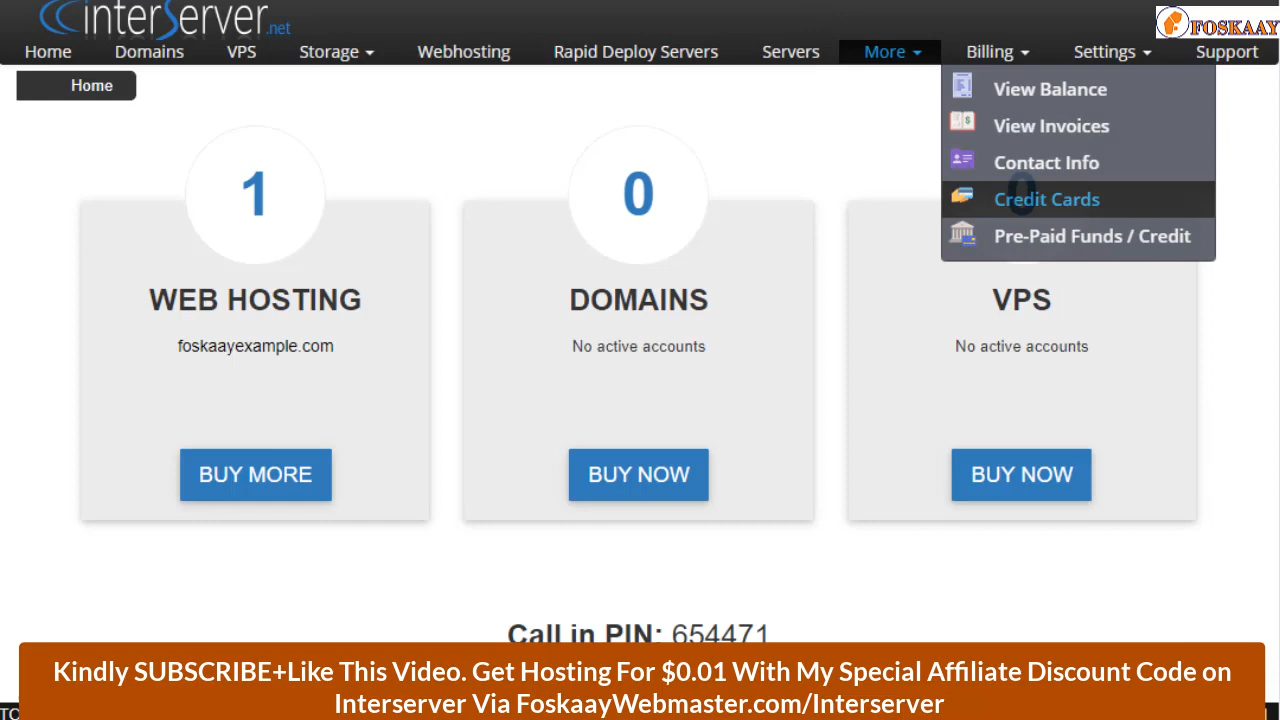 interServer.net
FOSKAAY
Home Domains VPS Storage Webhosting Rapid Deploy Servers Servers More Billing Settings Support
Home
View Balance
View Invoices
Contact Info
Credit Cards
Pre-Paid Funds / Credit
1 0 0
WEB HOSTING DOMAINS VPS
foskaayexample.com No active accounts No active accounts
BUY MORE BUY NOW BUY NOW
Call in PIN: 654471
Kindly SUBSCRIBE+Like This Video. Get Hosting For $0.01 With My Special Affiliate Discount Code on
Interserver Via FoskaayWebmaster.com/Interserver